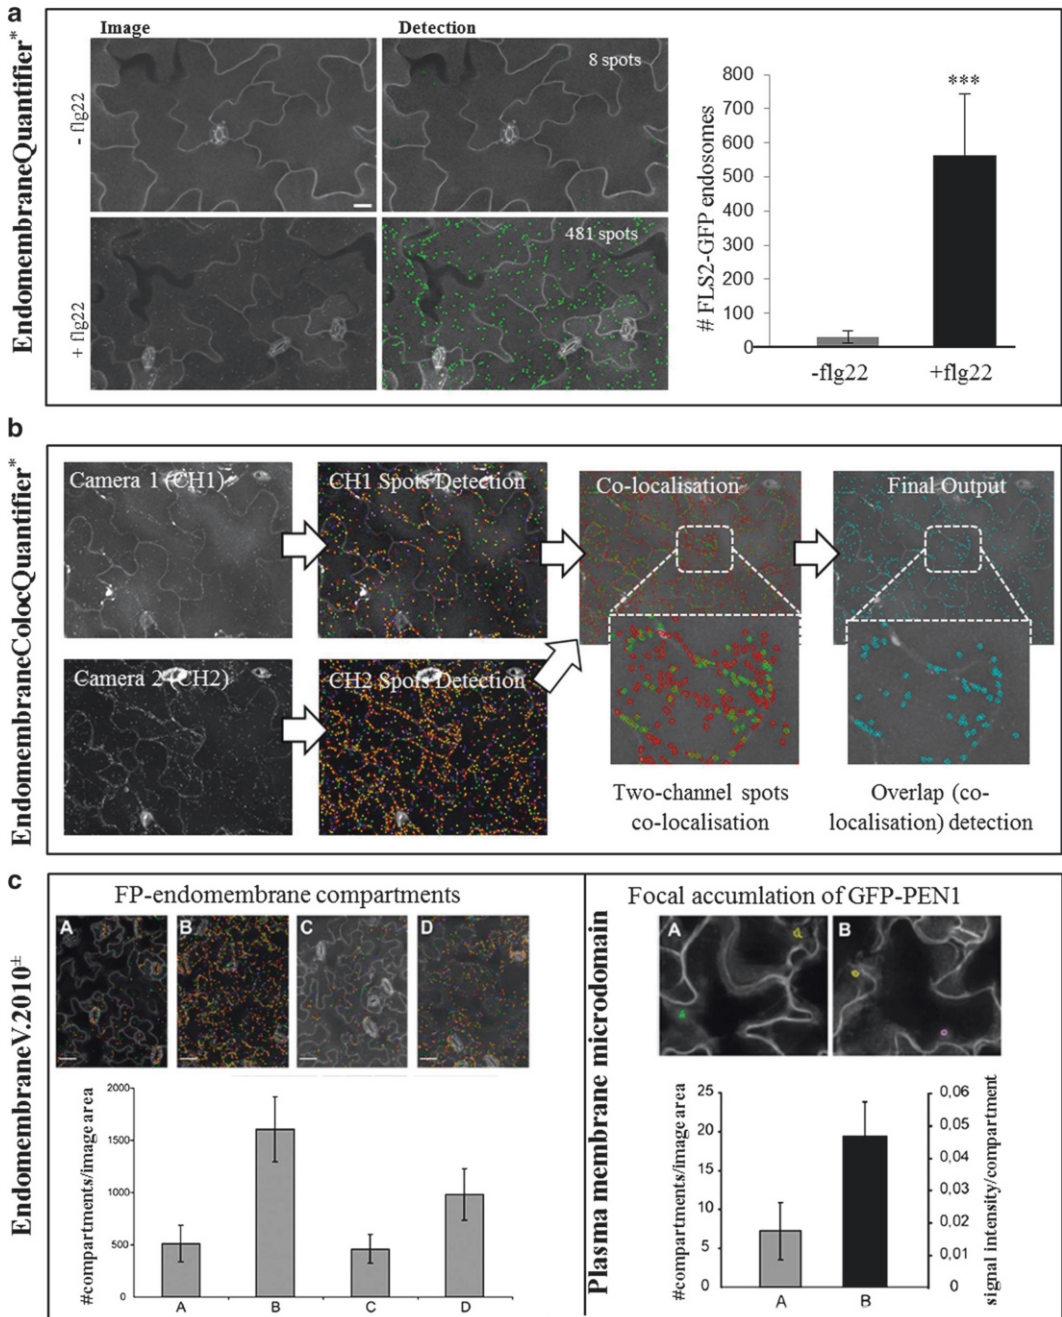 a
EndomembraneQuantifier*
Image
Detection
- flg22
8 spots
+ flg22
481 spots
# FLS2-GFP endosomes
800
700
600
500
400
300
200
100
0
***
-flg22
+flg22
b
EndomembraneColocQuantifier*
Camera 1 (CH1)
CH1 Spots Detection
Co-localisation
Final Output
Camera 2 (CH2)
CH2 Spots Detection
Two-channel spots
co-localisation
Overlap (co-
localisation) detection
c
EndomembraneV.2010±
FP-endomembrane compartments
A
B
C
D
#compartments/image area
2000
1500
1000
500
0
A
B
C
D
Plasma membrane microdomain
Focal accumlation of GFP-PEN1
A
B
#compartments/image area
25
20
15
10
5
0
A
B
0,06
0,05
0,04
0,03
0,02
0,01
0
signal intensity/compartment